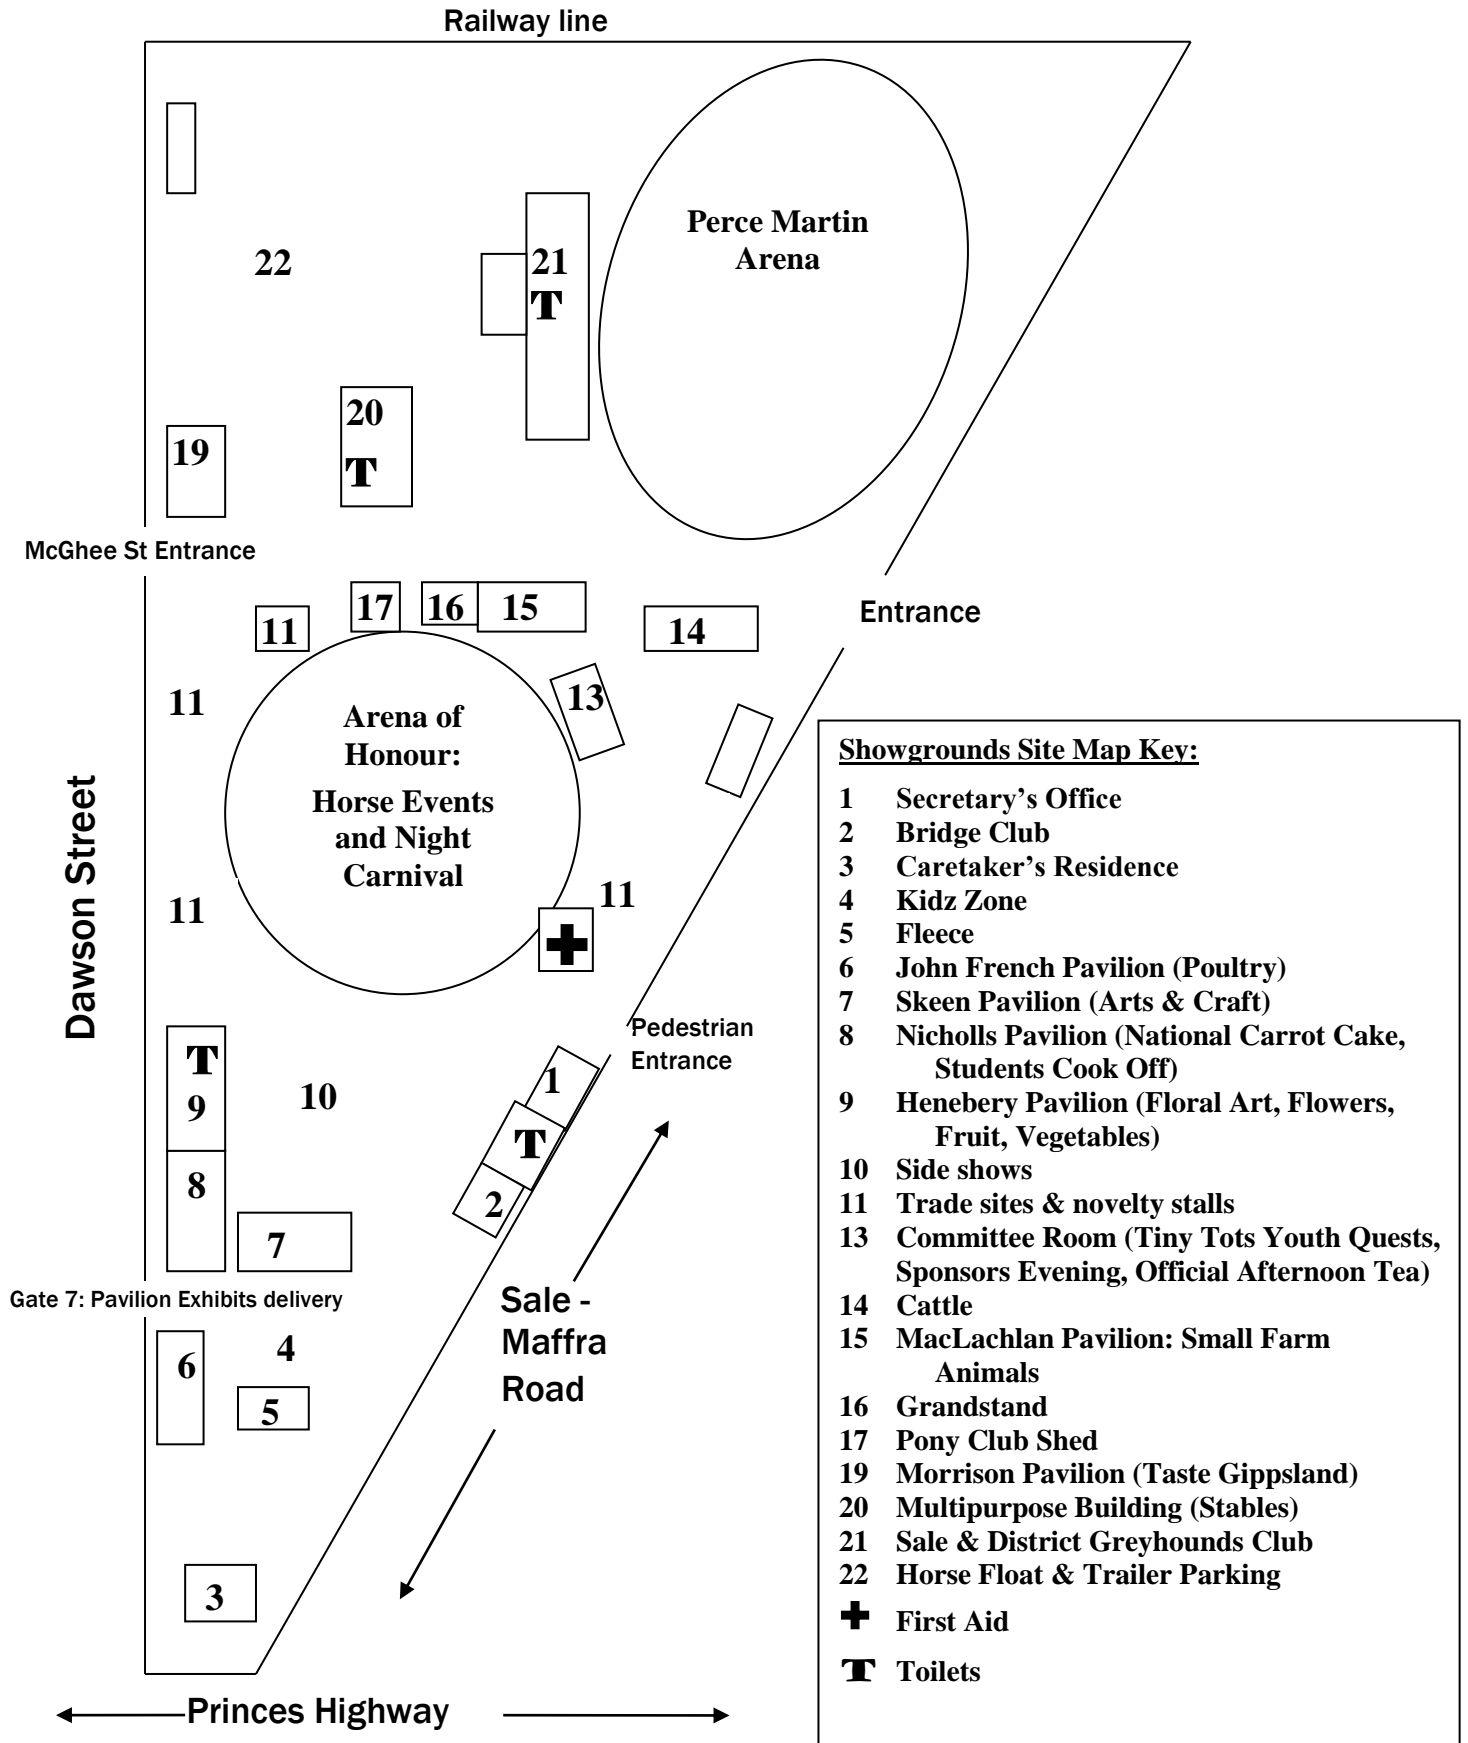 Railway line
Perce Martin
Arena
22
21
T
20
T
19
McGhee St Entrance
17
16
15
11
14
Entrance
13
11
Arena of
Honour:
Horse Events
and Night
Carnival
Dawson Street
11
11
Pedestrian
Entrance
T
9
10
1
T
8
2
7
Gate 7: Pavilion Exhibits delivery
Sale -
Maffra
Road
4
6
5
3
Princes Highway
Showgrounds Site Map Key:
1 Secretary’s Office
2 Bridge Club
3 Caretaker’s Residence
4 Kidz Zone
5 Fleece
6 John French Pavilion (Poultry)
7 Skeen Pavilion (Arts & Craft)
8 Nicholls Pavilion (National Carrot Cake,
Students Cook Off)
9 Henebery Pavilion (Floral Art, Flowers,
Fruit, Vegetables)
10 Side shows
11 Trade sites & novelty stalls
13 Committee Room (Tiny Tots Youth Quests,
Sponsors Evening, Official Afternoon Tea)
14 Cattle
15 MacLachlan Pavilion: Small Farm
Animals
16 Grandstand
17 Pony Club Shed
19 Morrison Pavilion (Taste Gippsland)
20 Multipurpose Building (Stables)
21 Sale & District Greyhounds Club
22 Horse Float & Trailer Parking
First Aid
T Toilets